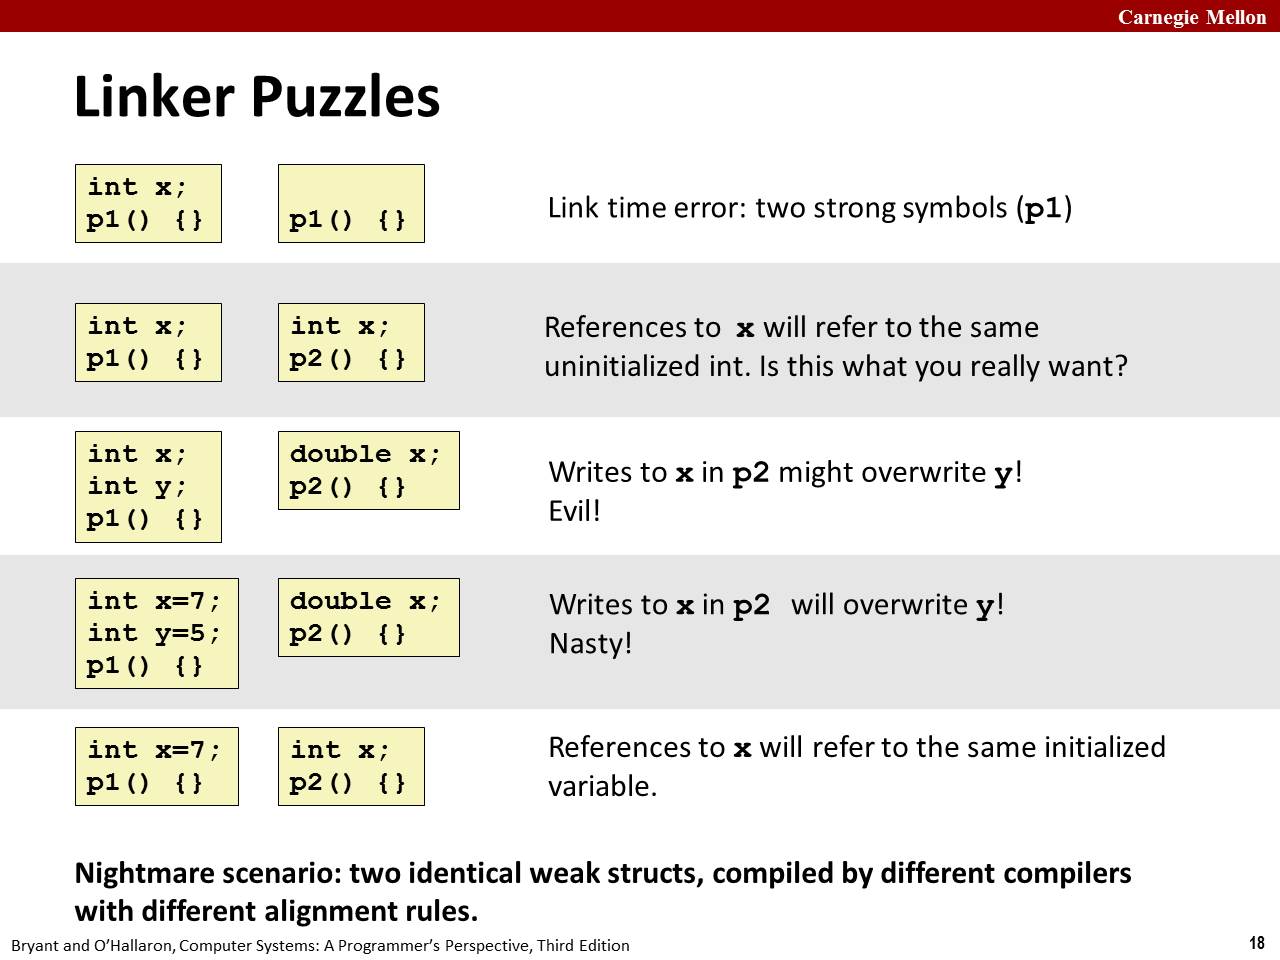 Carnegie Mellon
Linker Puzzles
int x;
p1() {}
p1() {}
Link time error: two strong symbols (p1)
int x;
p1() {}
int x;
p2() {}
References to x will refer to the same
uninitialized int. Is this what you really want?
int x;
int y;
p1() {}
double x;
p2() {}
Writes to x in p2 might overwrite y!
Evil!
int x=7;
int y=5;
p1() {}
double x;
p2() {}
Writes to x in p2 will overwrite y!
Nasty!
int x=7;
p1() {}
int x;
p2() {}
References to x will refer to the same initialized
variable.
Nightmare scenario: two identical weak structs, compiled by different compilers
with different alignment rules.
Bryant and O’Hallaron, Computer Systems: A Programmer’s Perspective, Third Edition
18